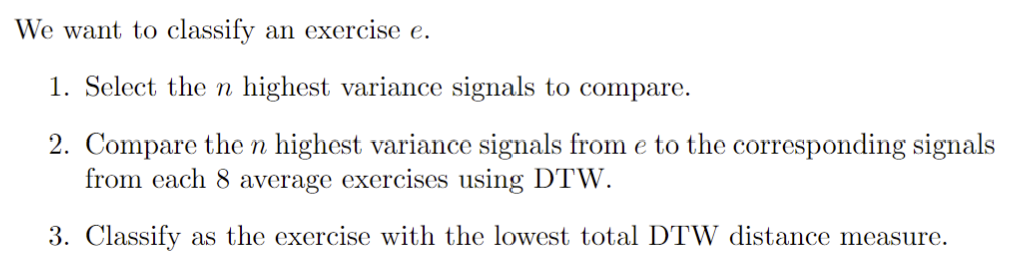 We want to classify an exercise e.
1. Select the n highest variance signals to compare.
2. Compare the n highest variance signals from e to the corresponding signals
from each 8 average exercises using DTW.
3. Classify as the exercise with the lowest total DTW distance measure.